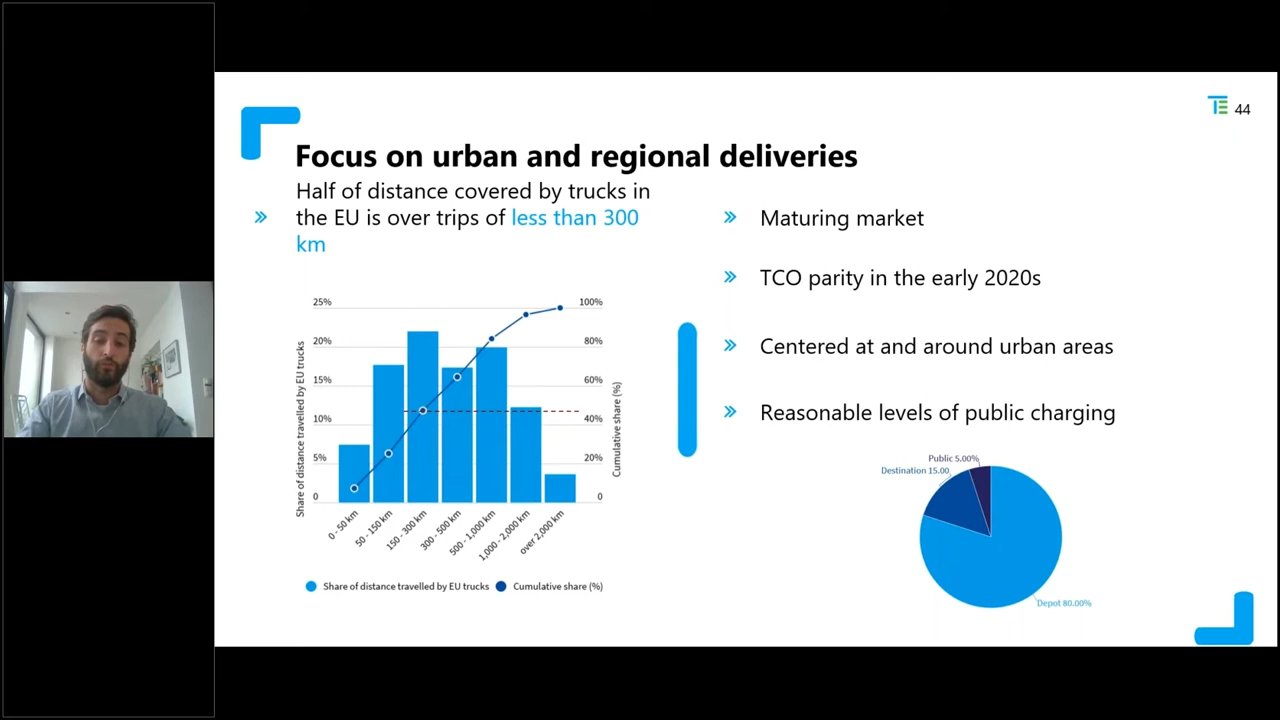 TE 44
Focus on urban and regional deliveries
Half of distance covered by trucks in
the EU is over trips of less than 300
km
25%
20%
15%
10%
5%
0
Share of distance travelled by EU trucks
100%
80%
60%
40%
20%
0
Cumulative share (%)
0 - 50 km
50 - 150 km
150 - 300 km
300 - 500 km
500 - 1,000 km
1,000 - 2,000 km
over 2,000 km
Share of distance travelled by EU trucks
Cumulative share (%)
Maturing market
TCO parity in the early 2020s
Centered at and around urban areas
Reasonable levels of public charging
Public 5.00%
Destination 15.00
Depot 80.00%